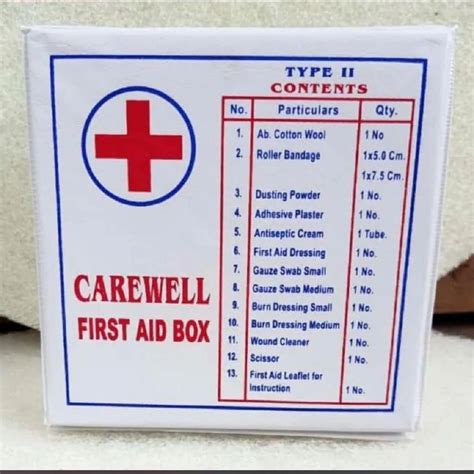 TYPE II
CONTENTS
No. Particulars Qty.
1. Ab. Cotton Wool 1 No
2. Roller Bandage 1x5.0 Cm.
1x7.5 Cm.
3. Dusting Powder 1 No.
4. Adhesive Plaster 1 No.
5. Antiseptic Cream 1 Tube.
6. First Aid Dressing 1 No.
7. Gauze Swab Small 1 No.
8. Gauze Swab Medium 1 No.
9. Burn Dressing Small 1 No.
10. Burn Dressing Medium 1 No.
11. Wound Cleaner 1 No.
12. Scissor 1 No.
13. First Aid Leaflet for
Instruction 1 No.
CAREWELL
FIRST AID BOX